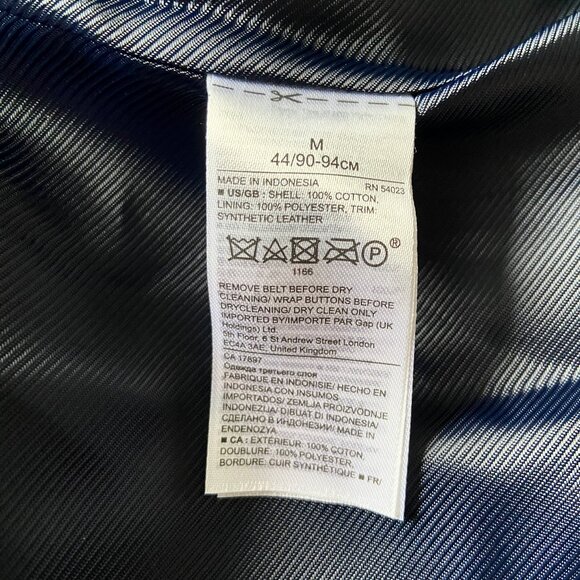 M
44/90-94CM
MADE IN INDONESIA RN 54023
■ US/GB : SHELL: 100% COTTON,
LINING: 100% POLYESTER, TRIM:
SYNTHETIC LEATHER
P ®
1166
REMOVE BELT BEFORE DRY
CLEANING/ WRAP BUTTONS BEFORE
DRYCLEANING/ DRY CLEAN ONLY
IMPORTED BY/IMPORTE PAR Gap (UK
Holdings) Ltd.
5th Floor, 6 St Andrew Street London
EC4A 3AE, United Kingdom
CA 17897
Одежда третьего слоя
FABRIQUE EN INDONISIE/ HECHO EN
INDONESIA CON INSUMOS
IMPORTADOS/ ZEMLJA PROIZVODNJE
INDONEZIJA/ DIBUAT DI INDONESIA/
СДЕЛАНО В ИНДОНЕЗИИ/ MADE IN
ENDENOZYA
■ CA : EXTÉRIEUR: 100% COTON,
DOUBLURE: 100% POLYESTER,
BORDURE: CUIR SYNTHÉTIQUE ■ FR/